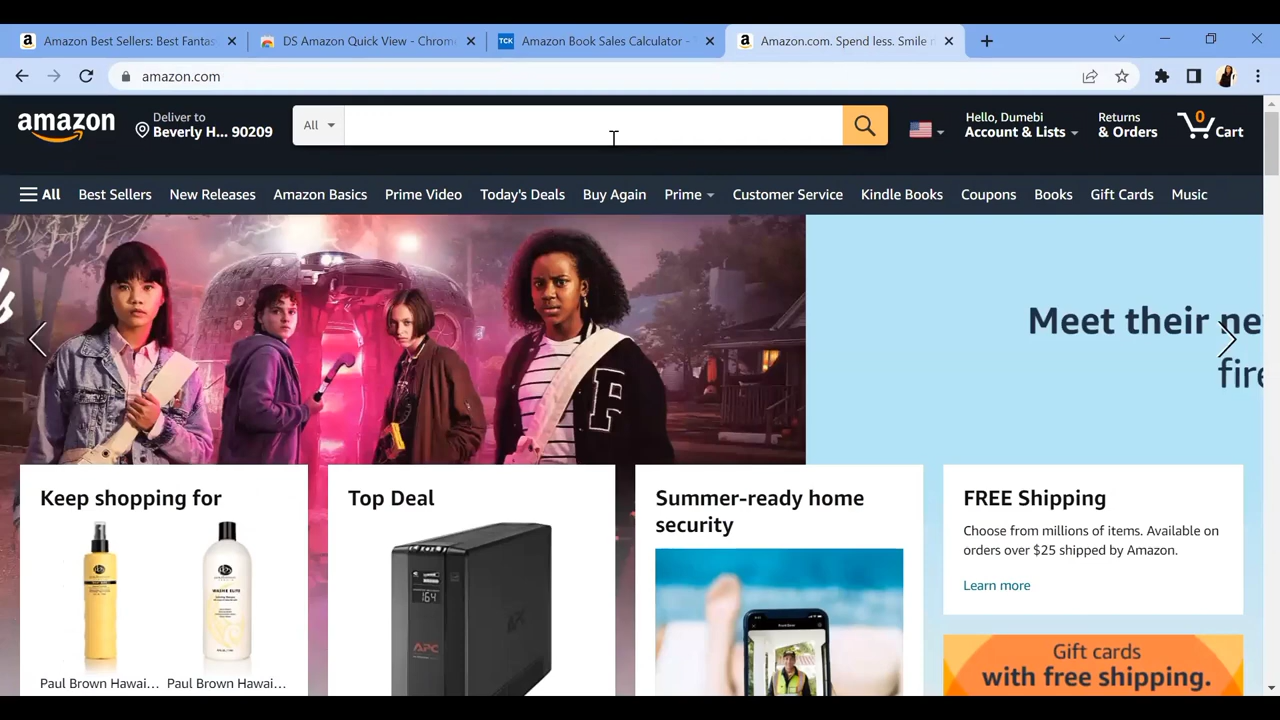 Amazon Best Sellers: Best Fantas
DS Amazon Quick View - Chrome
TCK
Amazon Book Sales Calculator -
Amazon.com. Spend less. Smile
amazon.com
amazon
Deliver to
Beverly H... 90209
All
Hello, Dumebi
Account & Lists
Returns
& Orders
0
Cart
All
Best Sellers
New Releases
Amazon Basics
Prime Video
Today's Deals
Buy Again
Prime
Customer Service
Kindle Books
Coupons
Books
Gift Cards
Music
Meet their ne
fire
Keep shopping for
Paul Brown Hawai...
Paul Brown Hawai...
Top Deal
164
APC
Summer-ready home
security
FREE Shipping
Choose from millions of items. Available on
orders over $25 shipped by Amazon.
Learn more
Gift cards
with free shipping.